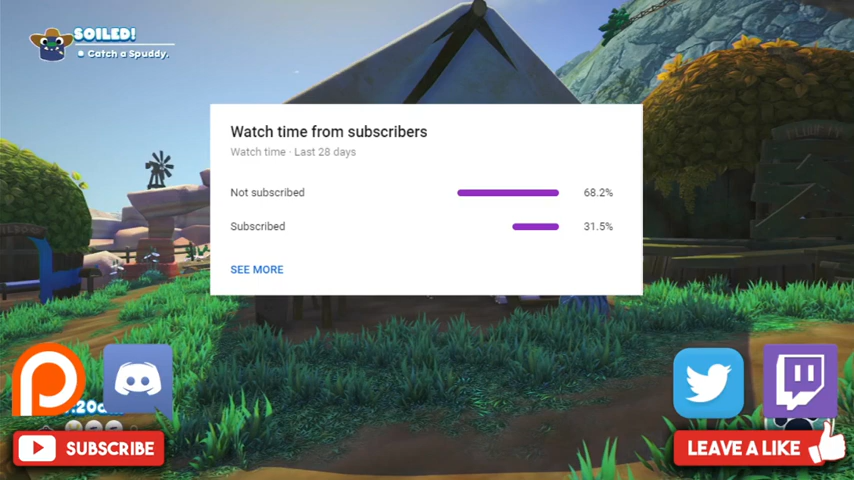 SOILED!
Catch a Spuddy.
Watch time from subscribers
Watch time · Last 28 days
Not subscribed 68.2%
Subscribed 31.5%
SEE MORE
SUBSCRIBE
LEAVE A LIKE